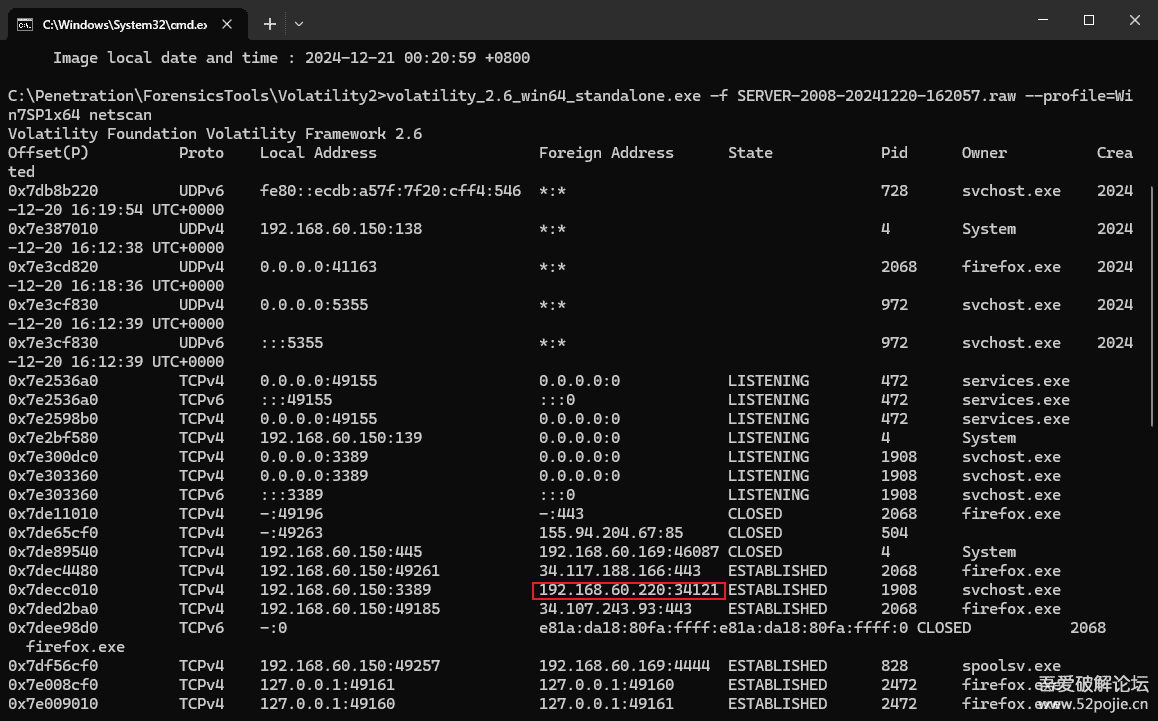 C:\Windows\System32\cmd.ex
Image local date and time : 2024-12-21 00:20:59 +0800
C:\Penetration\ForensicsTools\Volatility2>volatility_2.6_win64_standalone.exe -f SERVER-2008-20241220-162057.raw --profile=Wi
n7SP1x64 netscan
Volatility Foundation Volatility Framework 2.6
Offset(P) Proto Local Address Foreign Address State Pid Owner Crea
ted
0x7db8b220 UDPv6 fe80::ecdb:a57f:7f20:cff4:546 *:* 728 svchost.exe 2024
-12-20 16:19:54 UTC+0000
0x7e387010 UDPv4 192.168.60.150:138 *:* 4 System 2024
-12-20 16:12:38 UTC+0000
0x7e3cd820 UDPv4 0.0.0.0:41163 *:* 2068 firefox.exe 2024
-12-20 16:18:36 UTC+0000
0x7e3cf830 UDPv4 0.0.0.0:5355 *:* 972 svchost.exe 2024
-12-20 16:12:39 UTC+0000
0x7e3cf830 UDPv6 :::5355 *:* 972 svchost.exe 2024
-12-20 16:12:39 UTC+0000
0x7e2536a0 TCPv4 0.0.0.0:49155 0.0.0.0:0 LISTENING 472 services.exe
0x7e2536a0 TCPv6 :::49155 :::0 LISTENING 472 services.exe
0x7e2598b0 TCPv4 0.0.0.0:49155 0.0.0.0:0 LISTENING 472 services.exe
0x7e2bf580 TCPv4 192.168.60.150:139 0.0.0.0:0 LISTENING 4 System
0x7e300dc0 TCPv4 0.0.0.0:3389 0.0.0.0:0 LISTENING 1908 svchost.exe
0x7e303360 TCPv4 0.0.0.0:3389 0.0.0.0:0 LISTENING 1908 svchost.exe
0x7e303360 TCPv6 :::3389 :::0 LISTENING 1908 svchost.exe
0x7de11010 TCPv4 -:49196 -:443 CLOSED 2068 firefox.exe
0x7de65cf0 TCPv4 -:49263 155.94.204.67:85 CLOSED 504
0x7de89540 TCPv4 192.168.60.150:445 192.168.60.169:46087 CLOSED 4 System
0x7dec4480 TCPv4 192.168.60.150:49261 34.117.188.166:443 ESTABLISHED 2068 firefox.exe
0x7decc010 TCPv4 192.168.60.150:3389 192.168.60.220:34121 ESTABLISHED 1908 svchost.exe
0x7ded2ba0 TCPv4 192.168.60.150:49185 34.107.243.93:443 ESTABLISHED 2068 firefox.exe
0x7dee98d0 TCPv6 -:0 e81a:da18:80fa:ffff:e81a:da18:80fa:ffff:0 CLOSED 2068
firefox.exe
0x7df56cf0 TCPv4 192.168.60.150:49257 192.168.60.169:4444 ESTABLISHED 828 spoolsv.exe
0x7e008cf0 TCPv4 127.0.0.1:49161 127.0.0.1:49160 ESTABLISHED 2472 firefox.exe
0x7e009010 TCPv4 127.0.0.1:49160 127.0.0.1:49161 ESTABLISHED 2472 firefox.exe
吾爱破解论坛
www.52pojie.cn